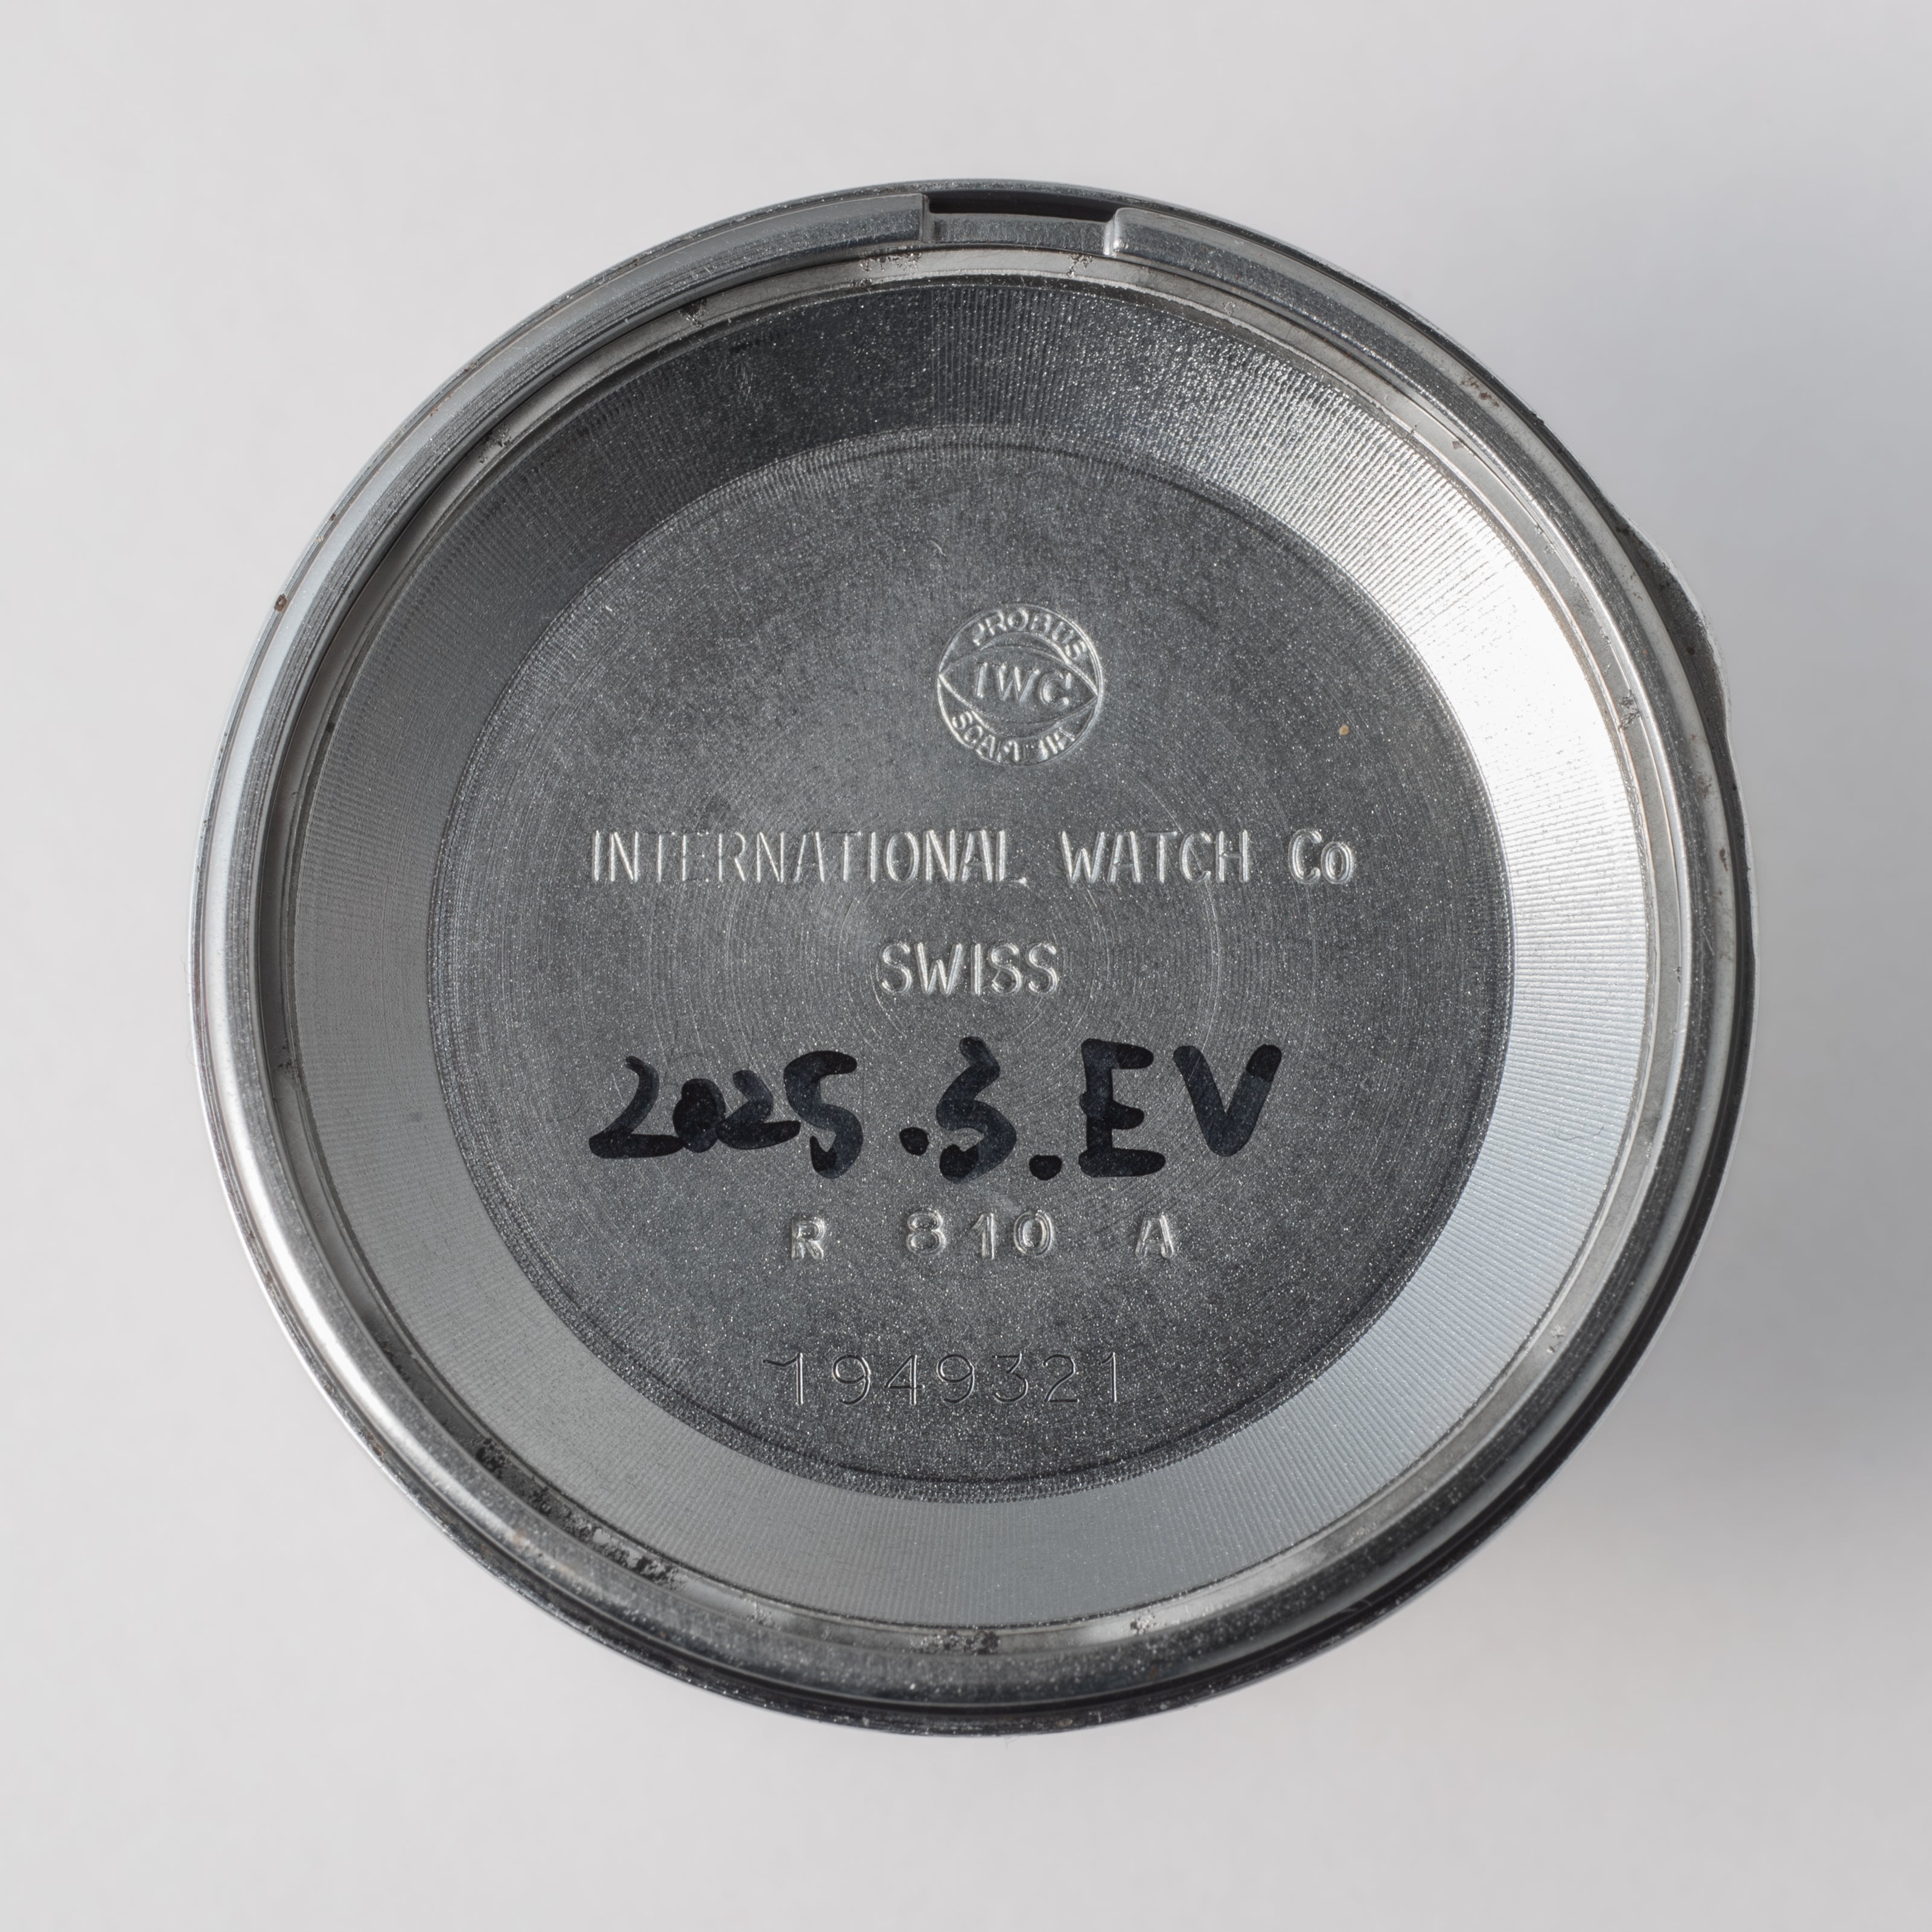 PROBUS
IWC
SCAFUSIA
INTERNATIONAL WATCH Co
SWISS
2025.3.EV
R 810 A
1949321